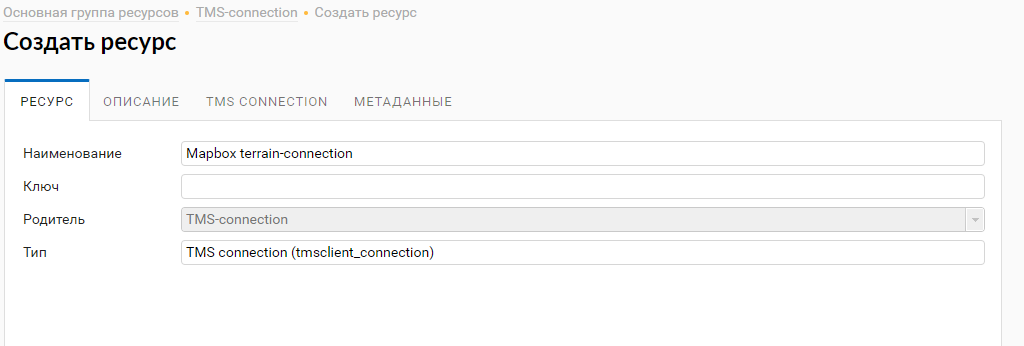 Основная группа ресурсов • TMS-connection • Создать ресурс
Создать ресурс
РЕСУРС ОПИСАНИЕ TMS CONNECTION МЕТАДАННЫЕ
Наименование Mapbox terrain-connection
Ключ
Родитель TMS-connection
Тип TMS connection (tmsclient_connection)